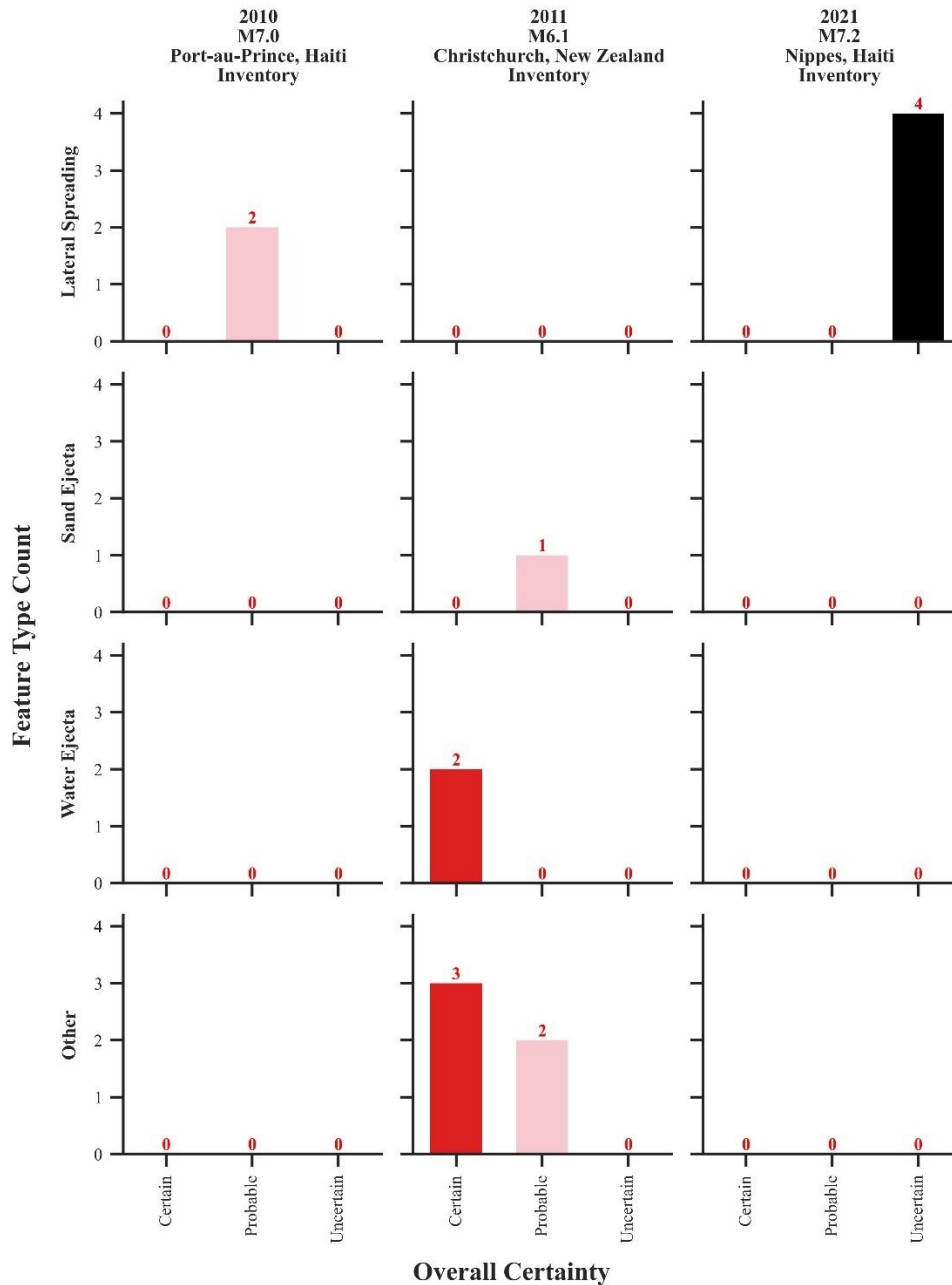 2010
M7.0
Port-au-Prince, Haiti
Inventory
2011
M6.1
Christchurch, New Zealand
Inventory
2021
M7.2
Nippes, Haiti
Inventory
Feature Type Count
Lateral Spreading
4
3
2
1
0
0
2
0
0
0
0
0
0
4
Sand Ejecta
4
3
2
1
0
0
0
0
0
1
0
0
0
0
Water Ejecta
4
3
2
1
0
0
0
0
2
0
0
0
0
0
Other
4
3
2
1
0
0
0
0
3
2
0
0
0
0
Certain
Probable
Uncertain
Certain
Probable
Uncertain
Certain
Probable
Uncertain
Overall Certainty